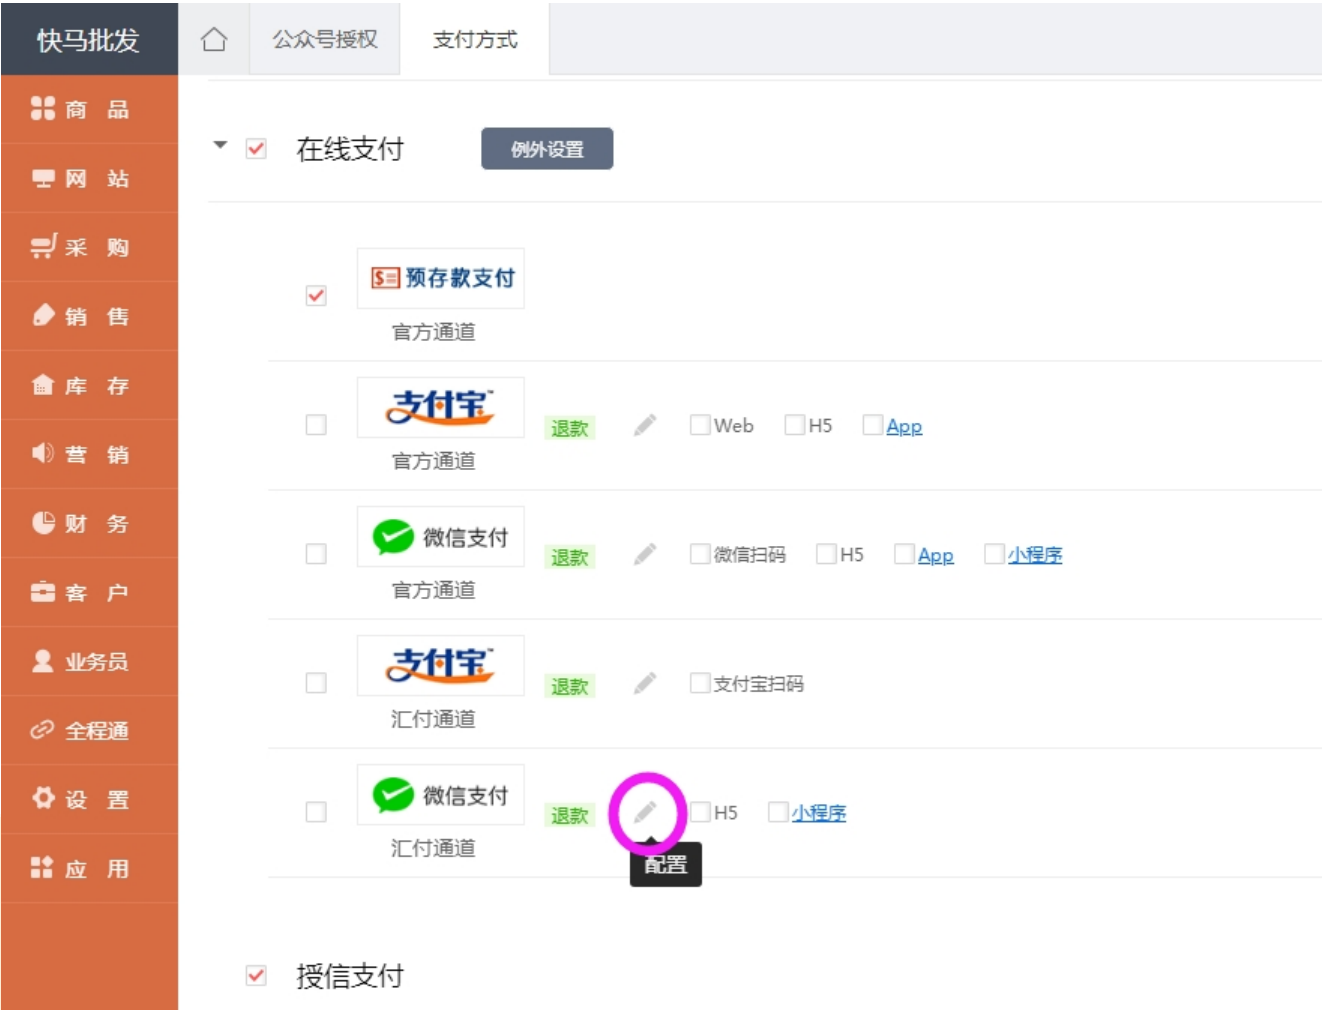 快马批发
公众号授权
支付方式
商 品
网 站
采 购
销 售
库 存
营 销
财 务
客 户
业务员
全程通
设 置
应 用
在线支付
例外设置
预存款支付
官方通道
支付宝™
官方通道
退款
Web
H5
App
微信支付
官方通道
退款
微信扫码
H5
App
小程序
支付宝™
汇付通道
退款
支付宝扫码
微信支付
汇付通道
退款
H5
小程序
配置
授信支付